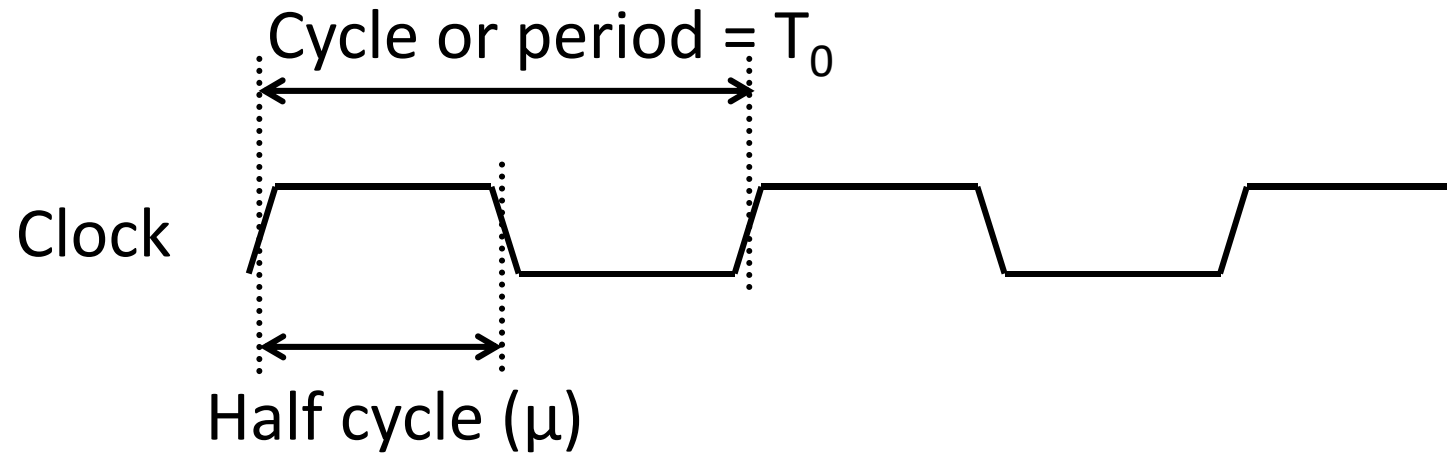 Cycle or period = T₀
Clock
Half cycle (μ)